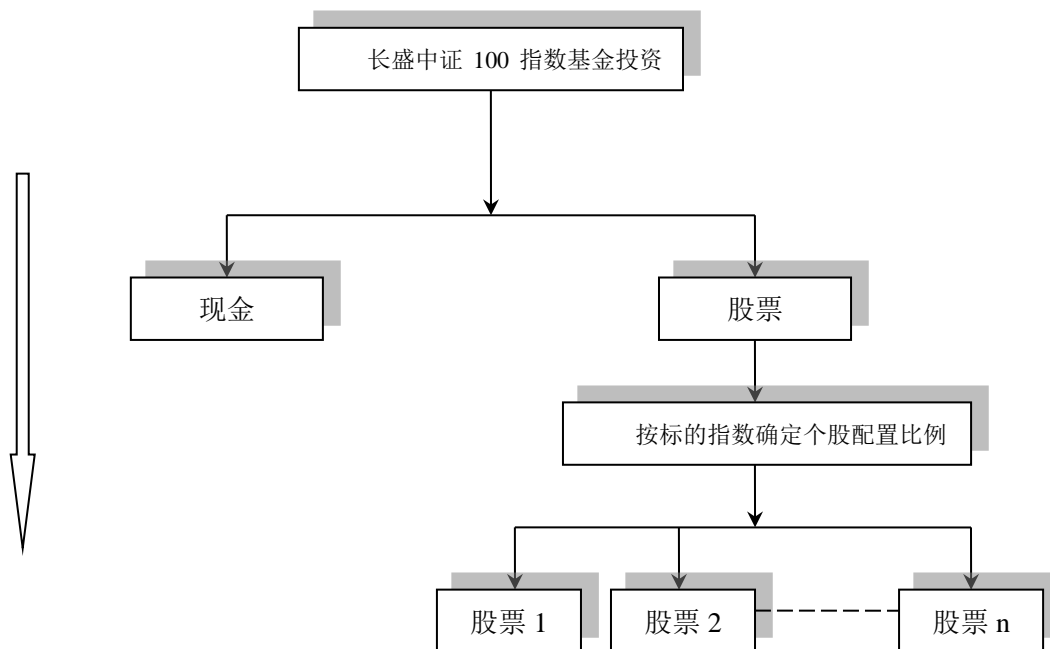 长盛中证 100 指数基金投资
现金
股票
按标的指数确定个股配置比例
股票 1
股票 2
股票 n